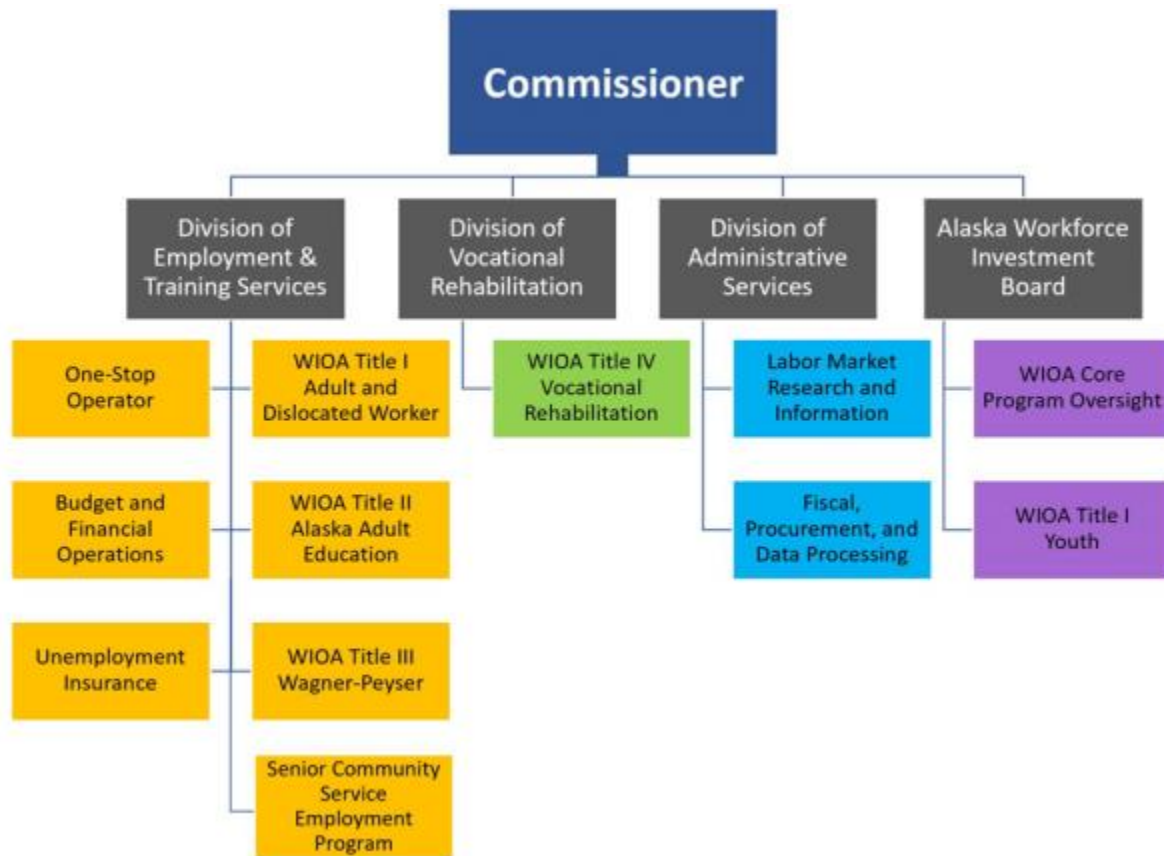 Commissioner
Division of
Employment &
Training Services
Division of
Vocational
Rehabilitation
Division of
Administrative
Services
Alaska Workforce
Investment
Board
One-Stop
Operator
WIOA Title I
Adult and
Dislocated Worker
WIOA Title IV
Vocational
Rehabilitation
Labor Market
Research and
Information
WIOA Core
Program Oversight
Budget and
Financial
Operations
WIOA Title II
Alaska Adult
Education
Fiscal,
Procurement, and
Data Processing
WIOA Title I
Youth
Unemployment
Insurance
WIOA Title III
Wagner-Peyser
Senior Community
Service
Employment
Program